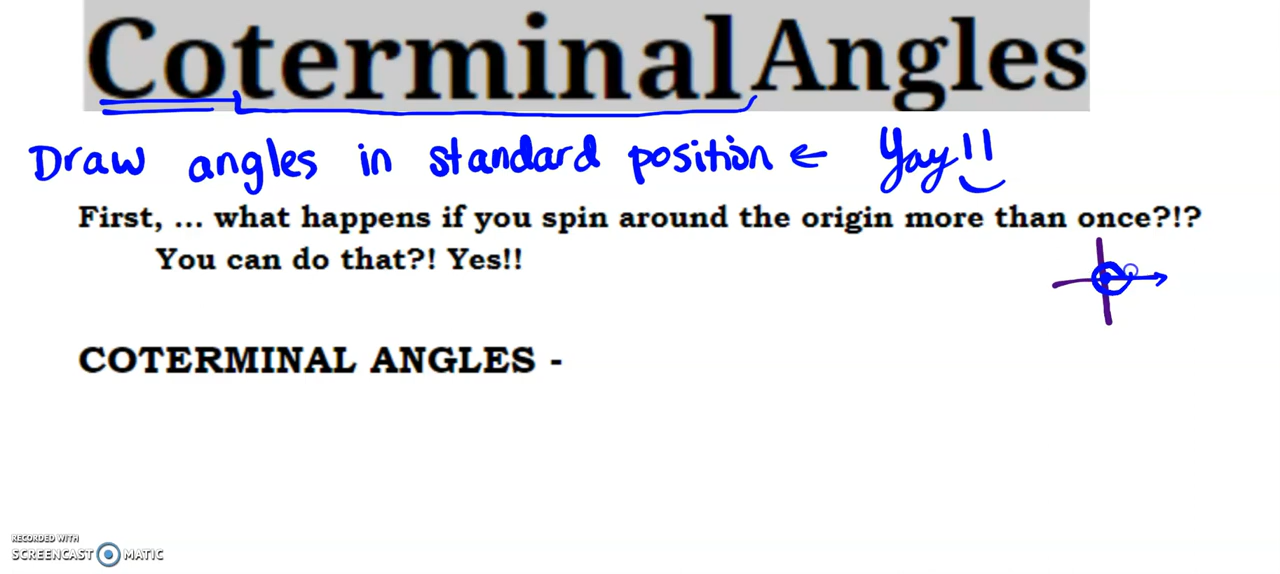 Coterminal Angles
Draw angles in standard position ← Yay!!
First, ... what happens if you spin around the origin more than once?!?
You can do that?! Yes!!
COTERMINAL ANGLES -
RECORDED WITH
SCREENCAST MATIC